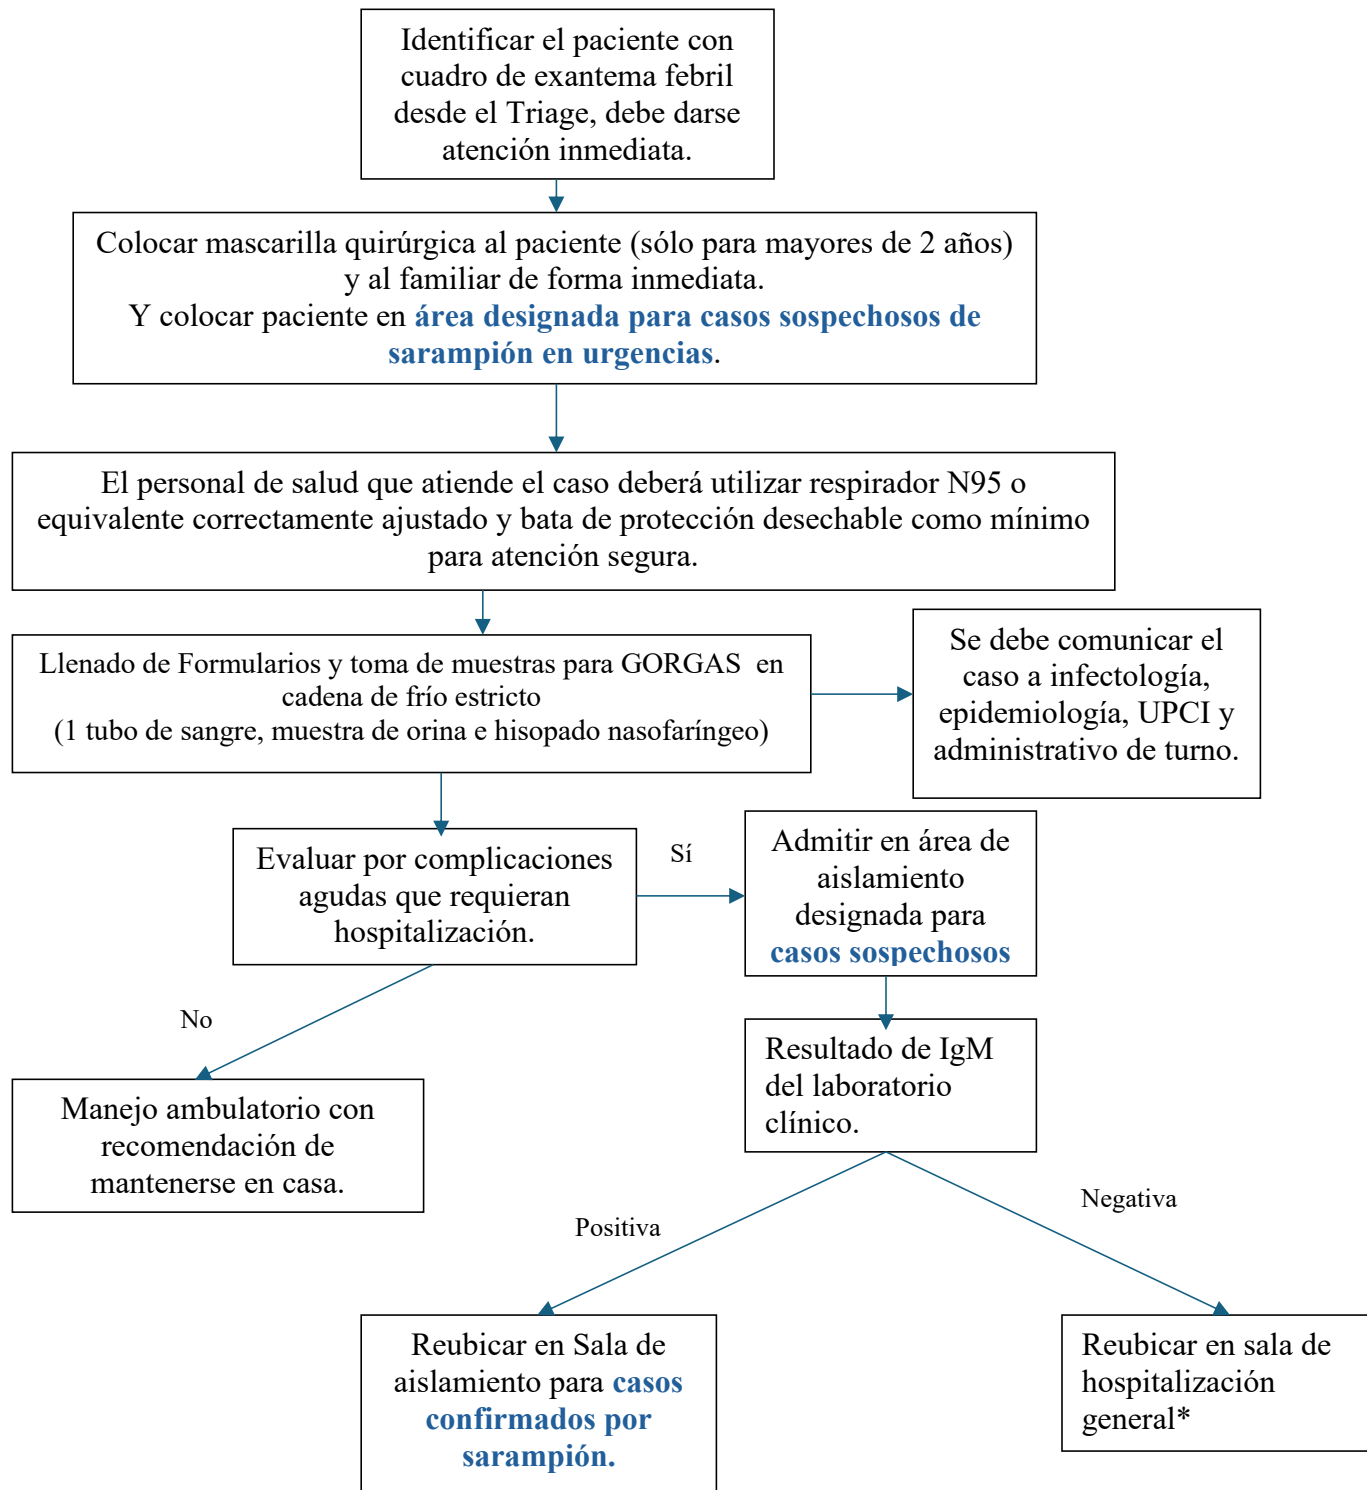 Identificar el paciente con
cuadro de exantema febril
desde el Triage, debe darse
atención inmediata.
Colocar mascarilla quirúrgica al paciente (sólo para mayores de 2 años)
y al familiar de forma inmediata.
Y colocar paciente en área designada para casos sospechosos de
sarampión en urgencias.
El personal de salud que atiende el caso deberá utilizar respirador N95 o
equivalente correctamente ajustado y bata de protección desechable como mínimo
para atención segura.
Llenado de Formularios y toma de muestras para GORGAS en
cadena de frío estricto
(1 tubo de sangre, muestra de orina e hisopado nasofaríngeo)
Se debe comunicar el
caso a infectología,
epidemiología, UPCI y
administrativo de turno.
Evaluar por complicaciones
agudas que requieran
hospitalización.
Sí
Admitir en área de
aislamiento
designada para
casos sospechosos
No
Manejo ambulatorio con
recomendación de
mantenerse en casa.
Resultado de IgM
del laboratorio
clínico.
Positiva
Negativa
Reubicar en Sala de
aislamiento para casos
confirmados por
sarampión.
Reubicar en sala de
hospitalización
general*